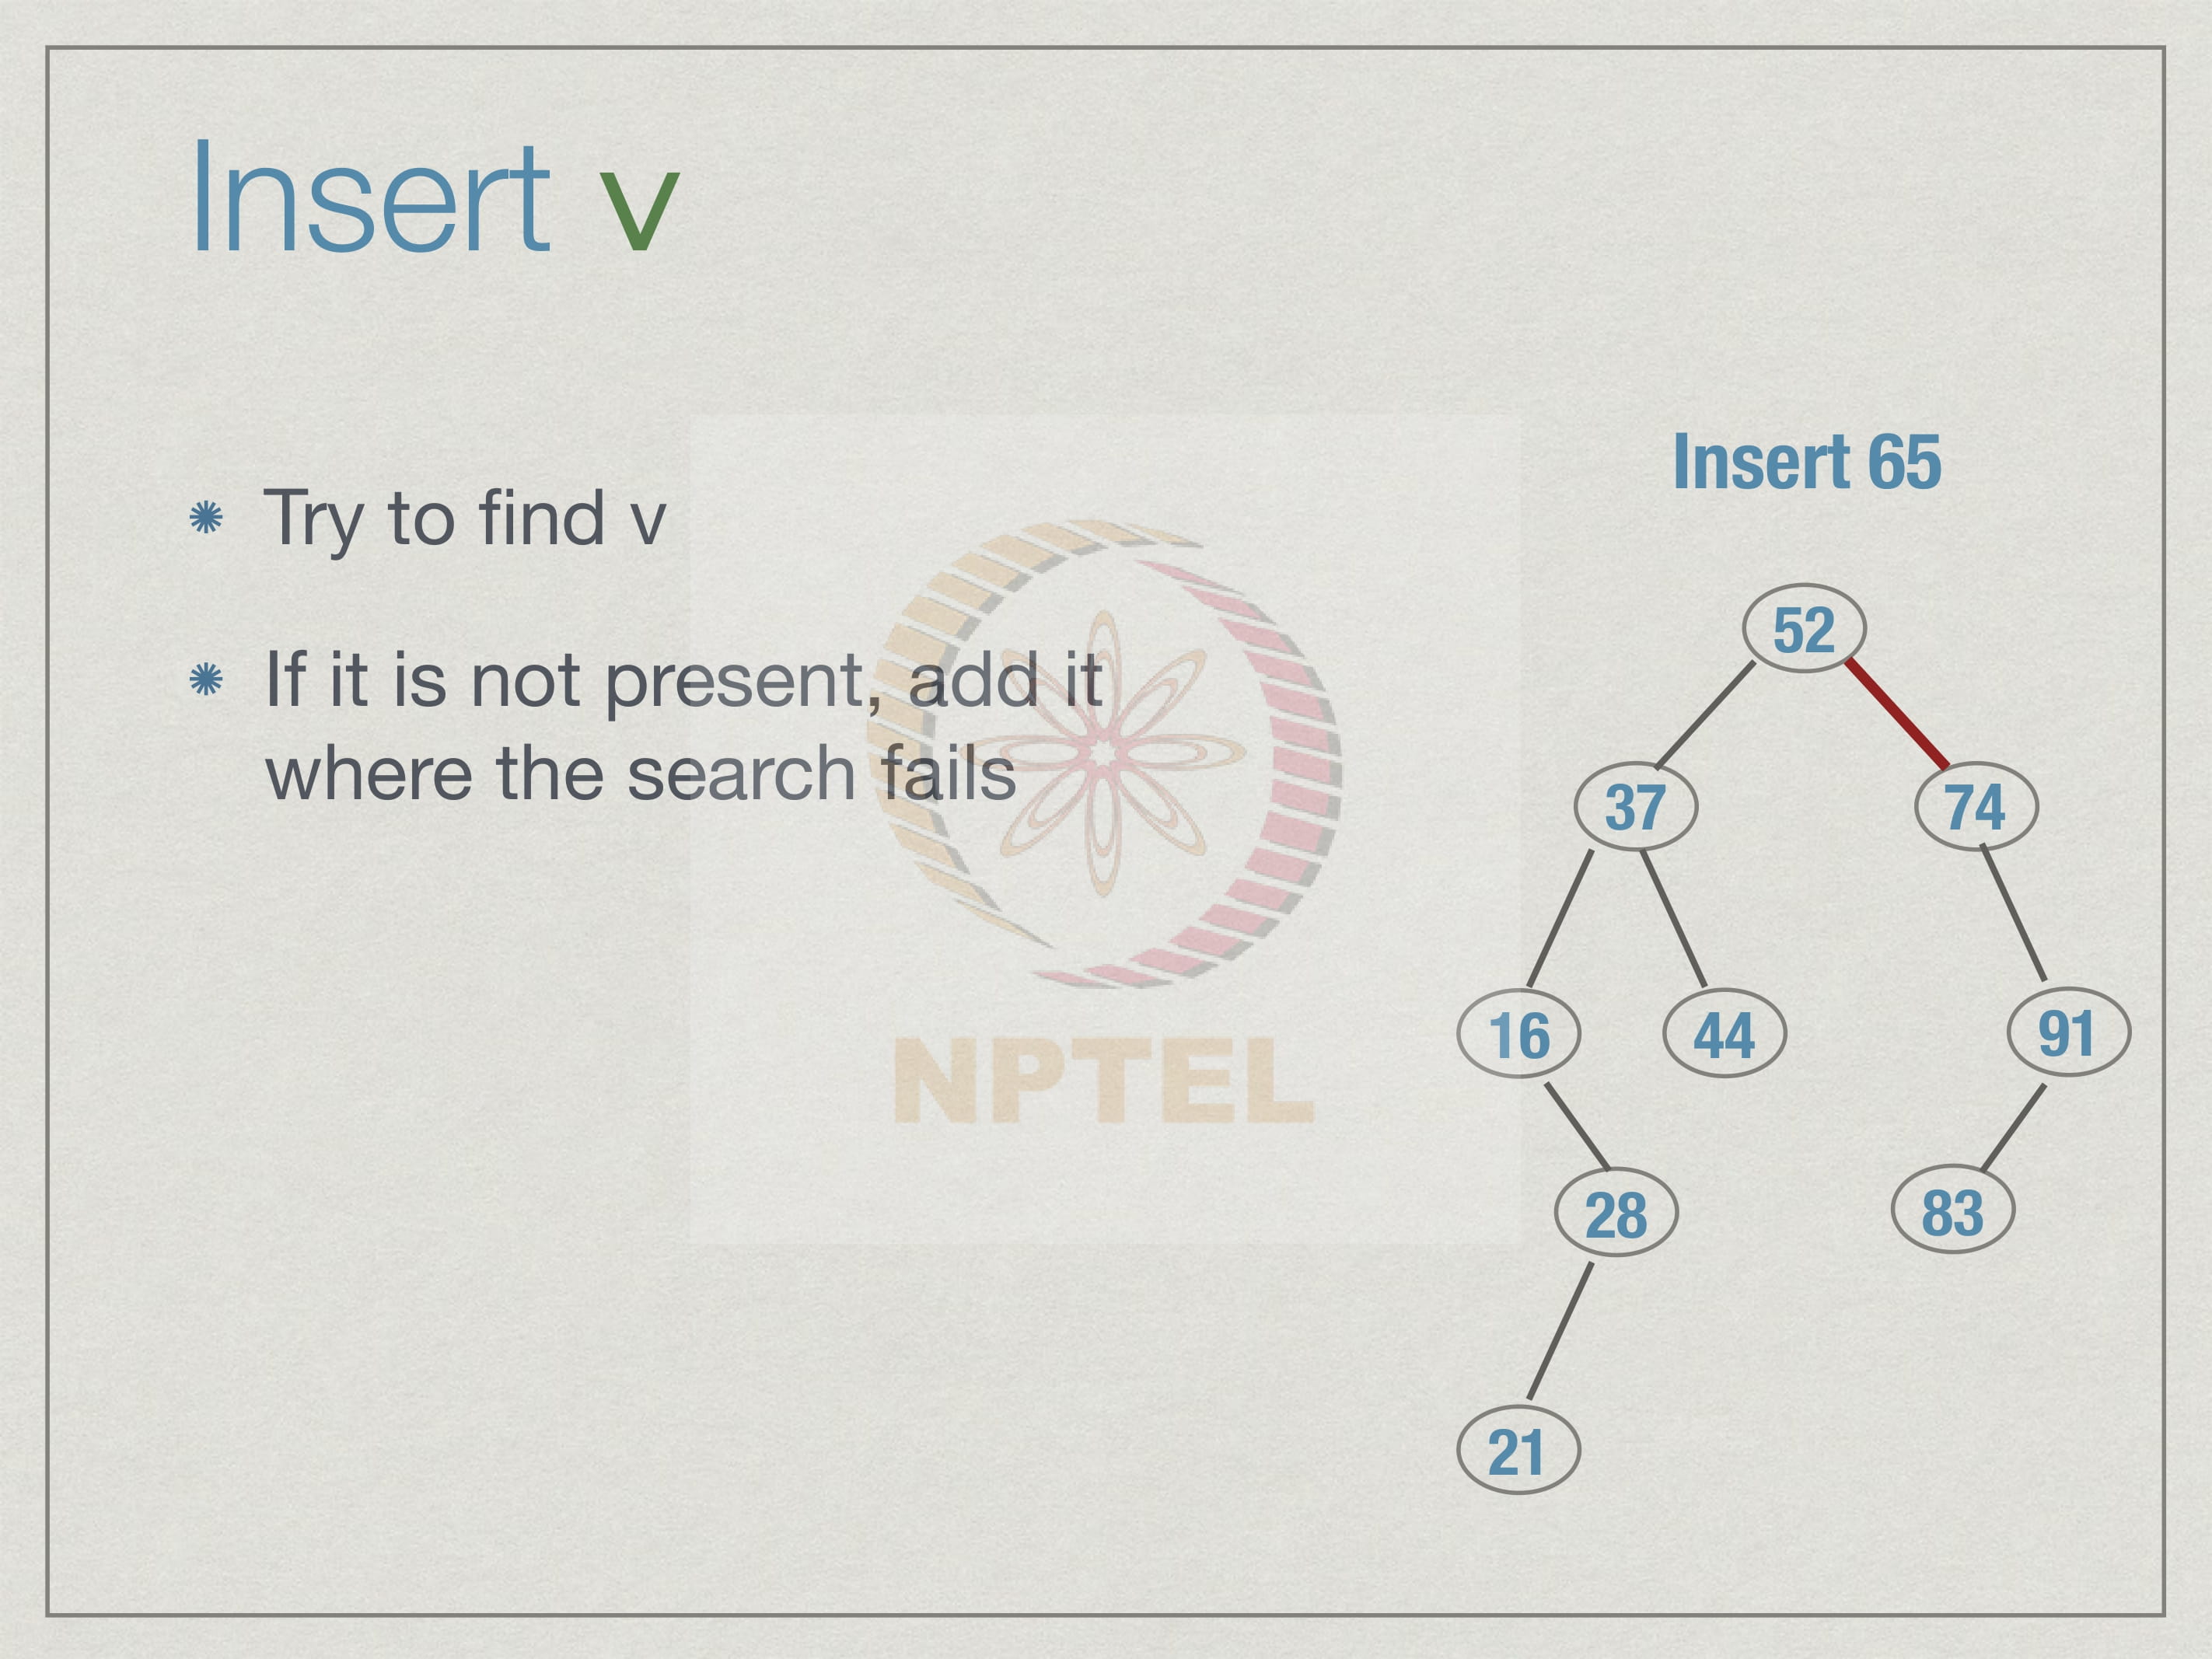 Insert v
Try to find v
If it is not present, add it
where the search fails
Insert 65
52
37 74
16 44 91
28 83
21
NPTEL